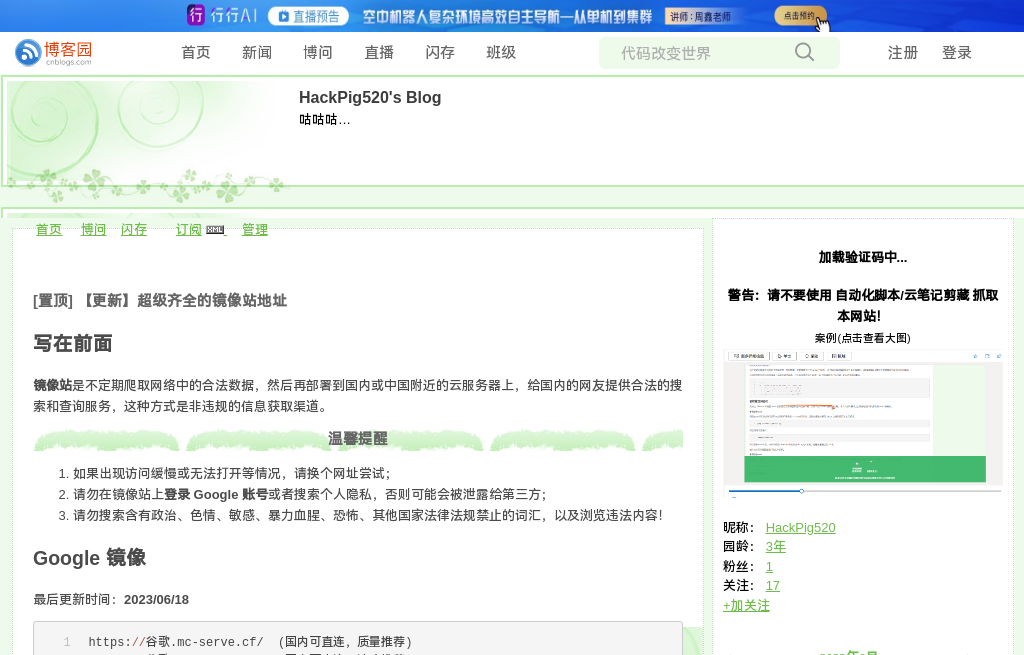 行 行行AI 直播预告 空中机器人复杂环境高效自主导航—从单机到集群 讲师：周鑫老师 点击预约
博客园 cnblogs.com 首页 新闻 博问 直播 闪存 班级 代码改变世界 注册 登录
HackPig520's Blog
咕咕咕…
首页 博问 闪存 订阅 XML 管理
[置顶] 【更新】超级齐全的镜像站地址
写在前面
镜像站是不定期爬取网络中的合法数据，然后再部署到国内或中国附近的云服务器上，给国内的网友提供合法的搜
索和查询服务，这种方式是非违规的信息获取渠道。
温馨提醒
1. 如果出现访问缓慢或无法打开等情况，请换个网址尝试；
2. 请勿在镜像站上登录 Google 账号或者搜索个人隐私，否则可能会被泄露给第三方；
3. 请勿搜索含有政治、色情、敏感、暴力血腥、恐怖、其他国家法律法规禁止的词汇，以及浏览违法内容！
Google 镜像
最后更新时间：2023/06/18
1 https://谷歌.mc-serve.cf/ (国内可直连，质量推荐)
加载验证码中...
警告：请不要使用 自动化脚本/云笔记剪藏 抓取
本网站！
案例(点击查看大图)
昵称： HackPig520
园龄： 3年
粉丝： 1
关注： 17
+加关注